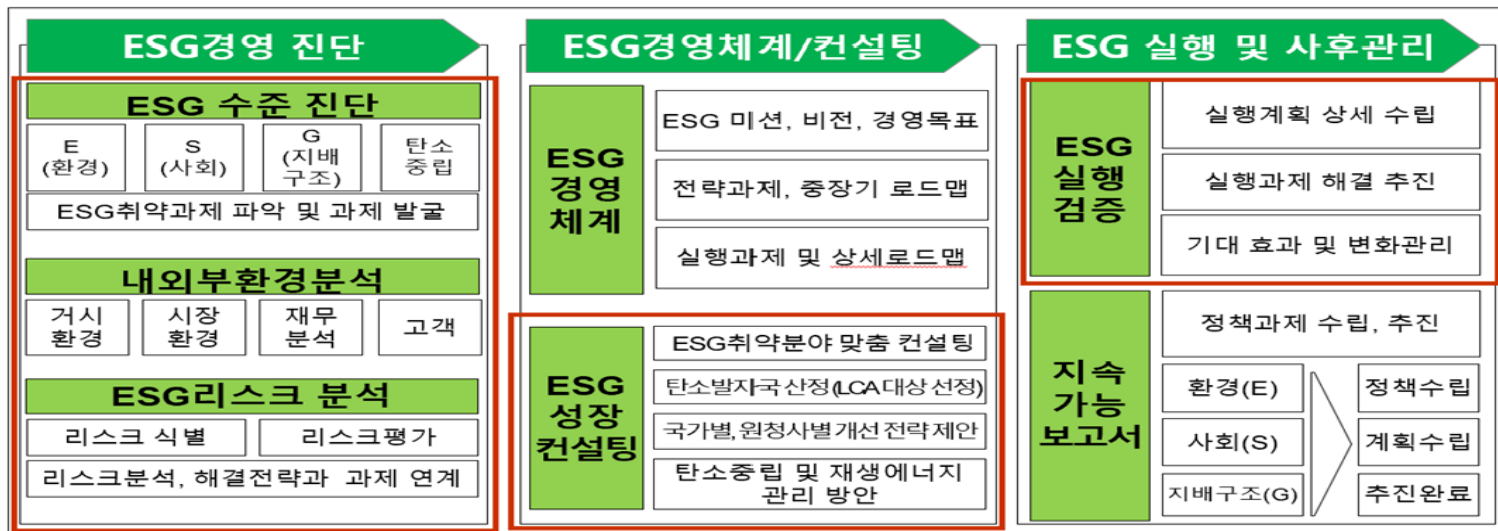 ESG경영 진단
ESG 수준 진단
E
(환경)
S
(사회)
G
(지배
구조)
탄소
중립
ESG취약과제 파악 및 과제 발굴
내외부환경분석
거시
환경
시장
환경
재무
분석
고객
ESG리스크 분석
리스크 식별
리스크평가
리스크분석, 해결전략과 과제 연계
ESG경영체계/컨설팅
ESG
경영
체계
ESG 미션, 비전, 경영목표
전략과제, 중장기 로드맵
실행과제 및 상세로드맵
ESG
성장
컨설팅
ESG취약분야 맞춤 컨설팅
탄소발자국 산정(LCA 대상 선정)
국가별, 원청사별 개선 전략 제안
탄소중립 및 재생에너지
관리 방안
ESG 실행 및 사후관리
ESG
실행
검증
실행계획 상세 수립
실행과제 해결 추진
기대 효과 및 변화관리
지속
가능
보고서
정책과제 수립, 추진
환경(E)
사회(S)
지배구조(G)
정책수립
계획수립
추진완료